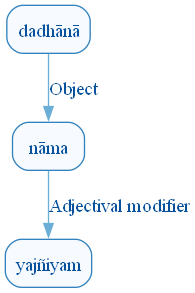 dadhānā
Object
nāma
Adjectival modifier
yajñiyam